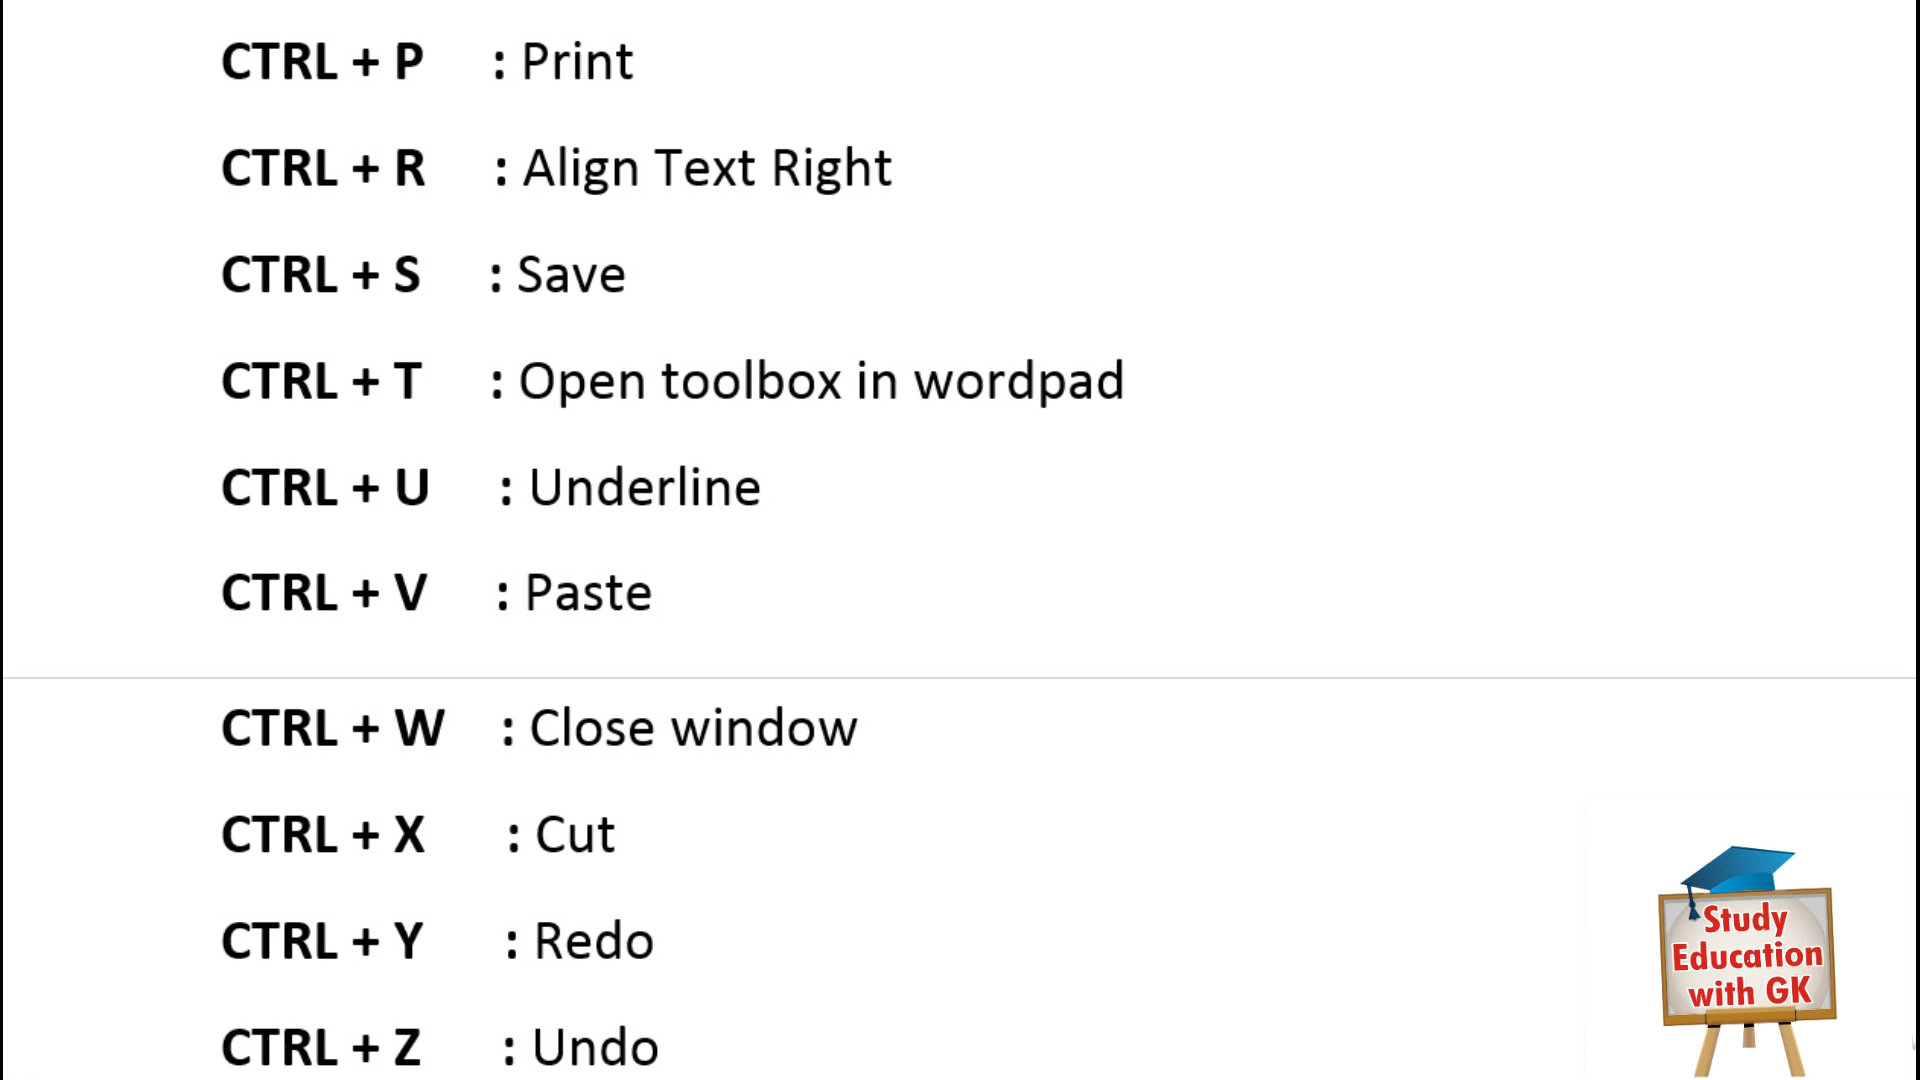 CTRL + P : Print
CTRL + R : Align Text Right
CTRL + S : Save
CTRL + T : Open toolbox in wordpad
CTRL + U : Underline
CTRL + V : Paste
CTRL + W : Close window
CTRL + X : Cut
CTRL + Y : Redo
CTRL + Z : Undo
Study
Education
with GK